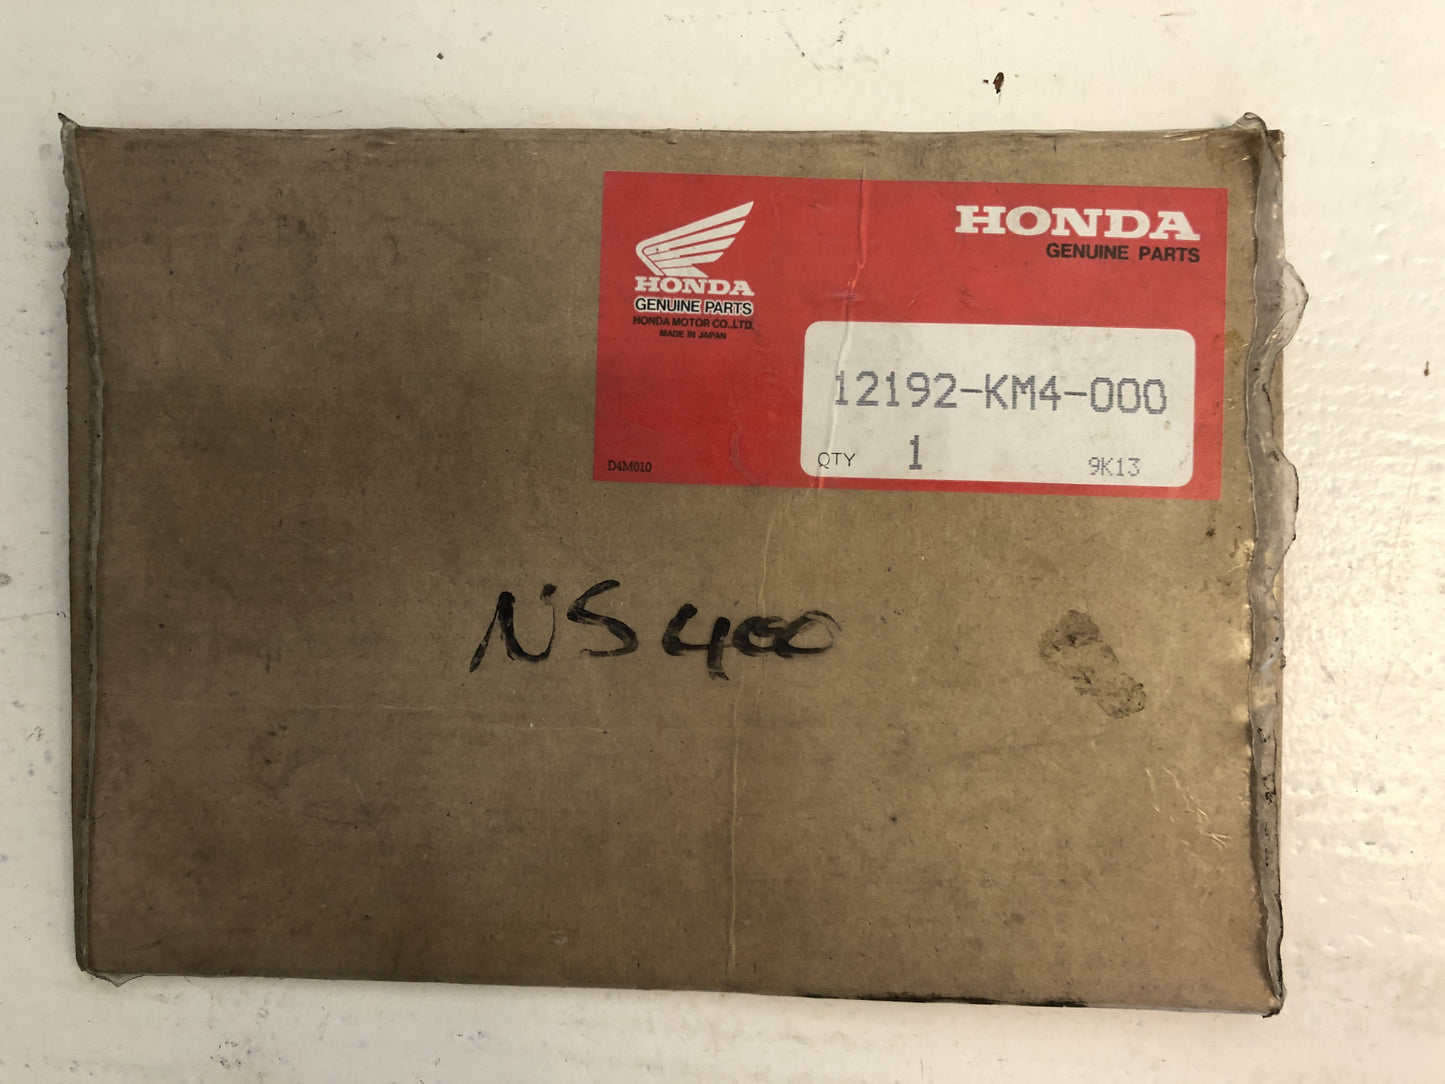 HONDA
GENUINE PARTS
HONDA MOTOR CO.,LTD.
MADE IN JAPAN
D4M010
HONDA
GENUINE PARTS
12192-KM4-000
QTY 1 9K13
NS400